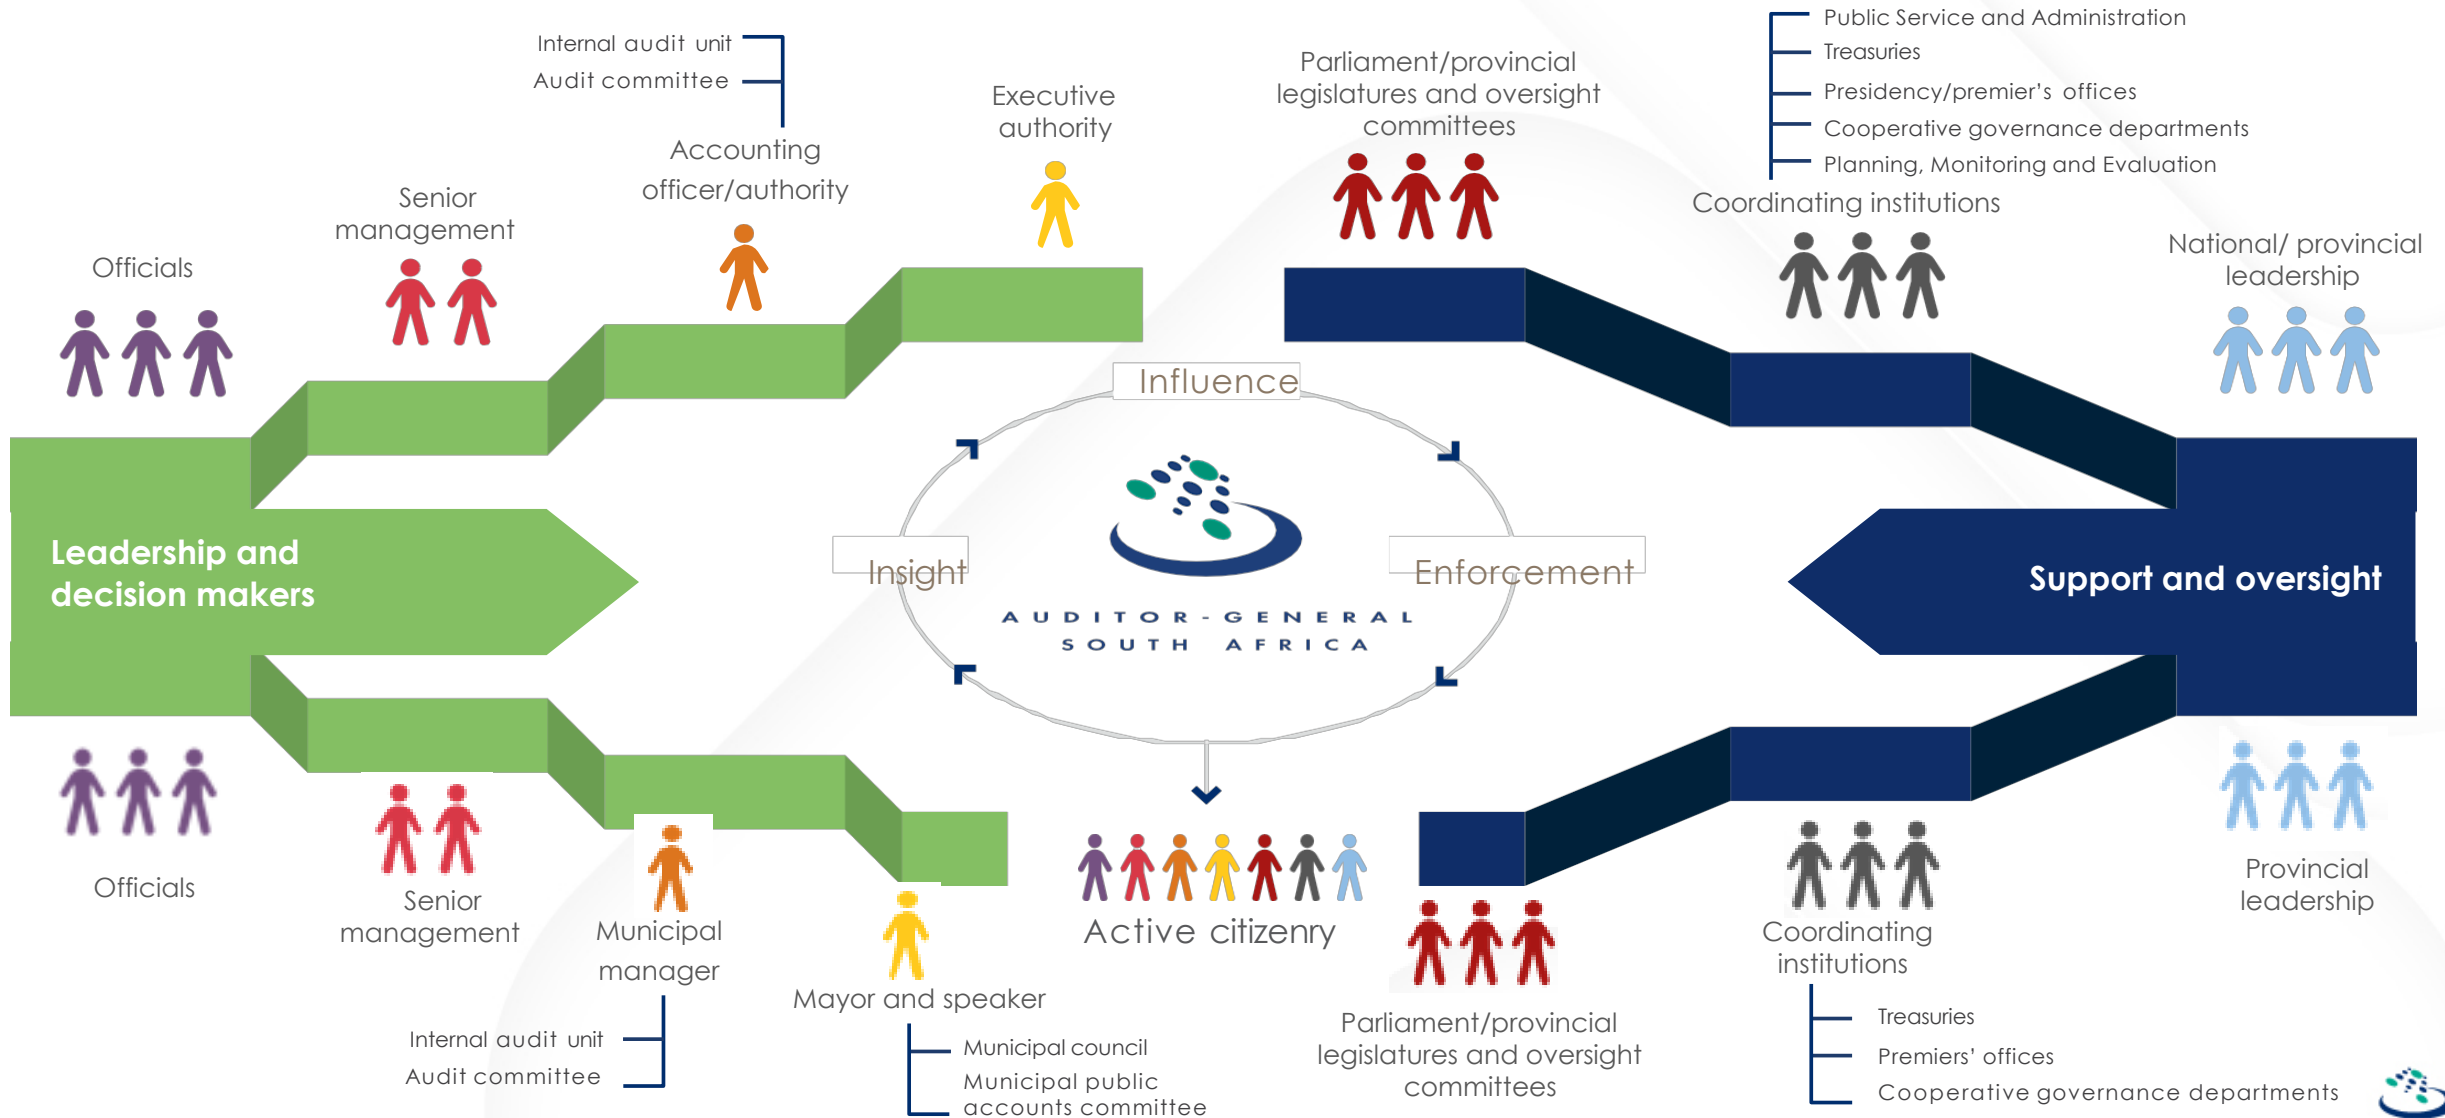 Internal audit unit
Audit committee
Accounting
officer/authority
Executive
authority
Parliament/provincial
legislatures and oversight
committees
Public Service and Administration
Treasuries
Presidency/premier's offices
Cooperative governance departments
Planning, Monitoring and Evaluation
Coordinating institutions
National/ provincial
leadership
Senior
management
Officials
Influence
Insight
Enforcement
AUDITOR-GENERAL
SOUTH AFRICA
Leadership and
decision makers
Support and oversight
Officials
Senior
management
Municipal
manager
Internal audit unit
Audit committee
Mayor and speaker
Municipal council
Municipal public
accounts committee
Active citizenry
Parliament/provincial
legislatures and oversight
committees
Coordinating
institutions
Treasuries
Premiers' offices
Cooperative governance departments
Provincial
leadership